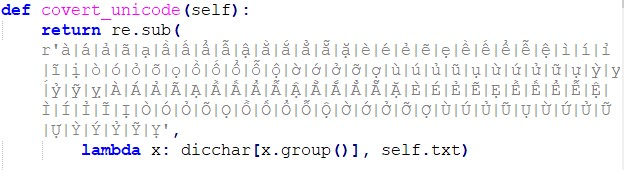 def covert_unicode(self):
return re.sub(
r'à|á|ả|ã|ạ|ầ|ấ|ẩ|ẫ|ậ|ằ|ắ|ẳ|ẵ|ặ|è|é|ẻ|ẽ|ẹ|ề|ế|ể|ễ|ệ|ì|í|ỉ
|ĩ|ị|ò|ó|ỏ|õ|ọ|ồ|ố|ổ|ỗ|ộ|ờ|ớ|ở|ỡ|ợ|ù|ú|ủ|ũ|ụ|ừ|ứ|ử|ữ|ự|ỳ|ý
|ỷ|ỹ|ỵ|À|Á|Ả|Ã|Ạ|Ầ|Ấ|Ẩ|Ẫ|Ậ|Ằ|Ắ|Ẳ|Ẵ|Ặ|È|É|Ẻ|Ẽ|Ẹ|Ề|Ế|Ể|Ễ|Ệ|
Ì|Í|Ỉ|Ĩ|Ị|Ò|Ó|Ỏ|Õ|Ọ|Ồ|Ố|Ổ|Ỗ|Ộ|Ờ|Ớ|Ở|Ỡ|Ợ|Ù|Ú|Ủ|Ũ|Ụ|Ừ|Ứ|Ử|Ữ
|Ự|Ỳ|Ý|Ỷ|Ỹ|Ỵ',
lambda x: dicchar[x.group()], self.txt)